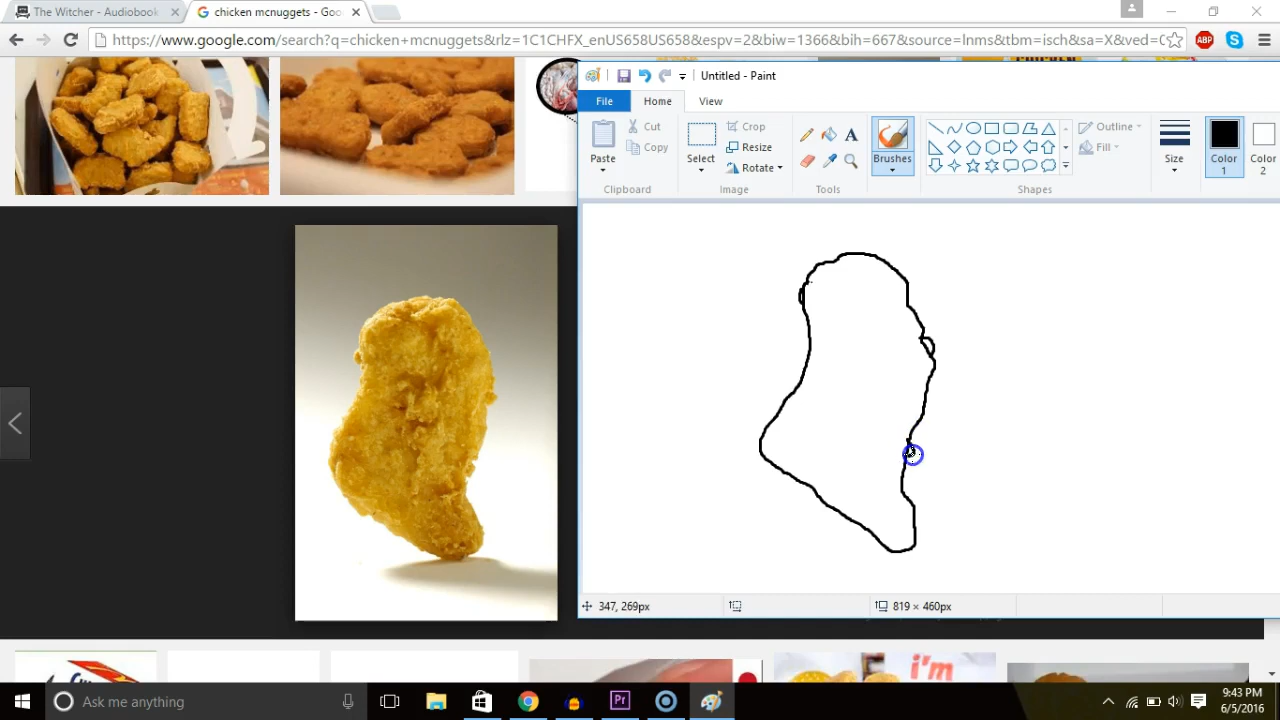 The Witcher - Audiobook
chicken mcnuggets - Goo
https://www.google.com/search?q=chicken+mcnuggets&rlz=1C1CHFX_enUS658US658&espv=2&biw=1366&bih=667&source=lnms&tbm=isch&sa=X&ved=0
ABP
Untitled - Paint
File
Home
View
Paste
Cut
Copy
Select
Crop
Resize
Rotate
A
Brushes
Outline
Fill
Size
Color
1
Color
2
Clipboard
Image
Tools
Shapes
347, 269px
819 × 460px
i'm
Ask me anything
Pr
9:43 PM
6/5/2016